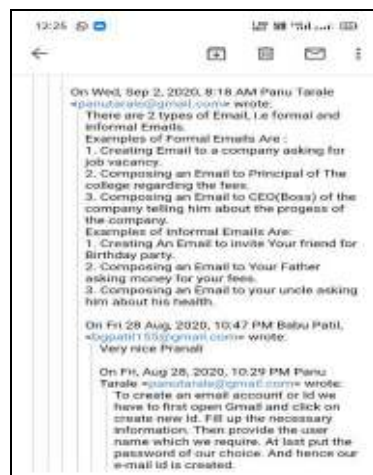 12:25
On Wed, Sep 2, 2020, 8:18 AM Panu Tarale
<panutarale@gmail.com> wrote:
There are 2 types of Email, i.e formal and
informal Emails.
Examples of Formal Emails Are :
1. Creating Email to a company asking for
job vacancy.
2. Composing an Email to Principal of The
college regarding the fees.
3. Composing an Email to CEO(Boss) of the
company telling him about the progess of
the company.
Examples of Informal Emails Are:
1. Creating An Email to invite Your friend for
Birthday party.
2. Composing an Email to Your Father
asking money for your fees.
3. Composing an Email to your uncle asking
him about his health.
On Fri 28 Aug, 2020, 10:47 PM Babu Patil,
<bgpatil155@gmail.com> wrote:
Very nice Pranali
On Fri, Aug 28, 2020, 10:29 PM Panu
Tarale <panutarale@gmail.com> wrote:
To create an email account or Id we
have to first open Gmail and click on
create new Id. Fill up the necessary
information. Then provide the user
name which we require. At last put the
password of our choice. And hence our
e-mail id is created.